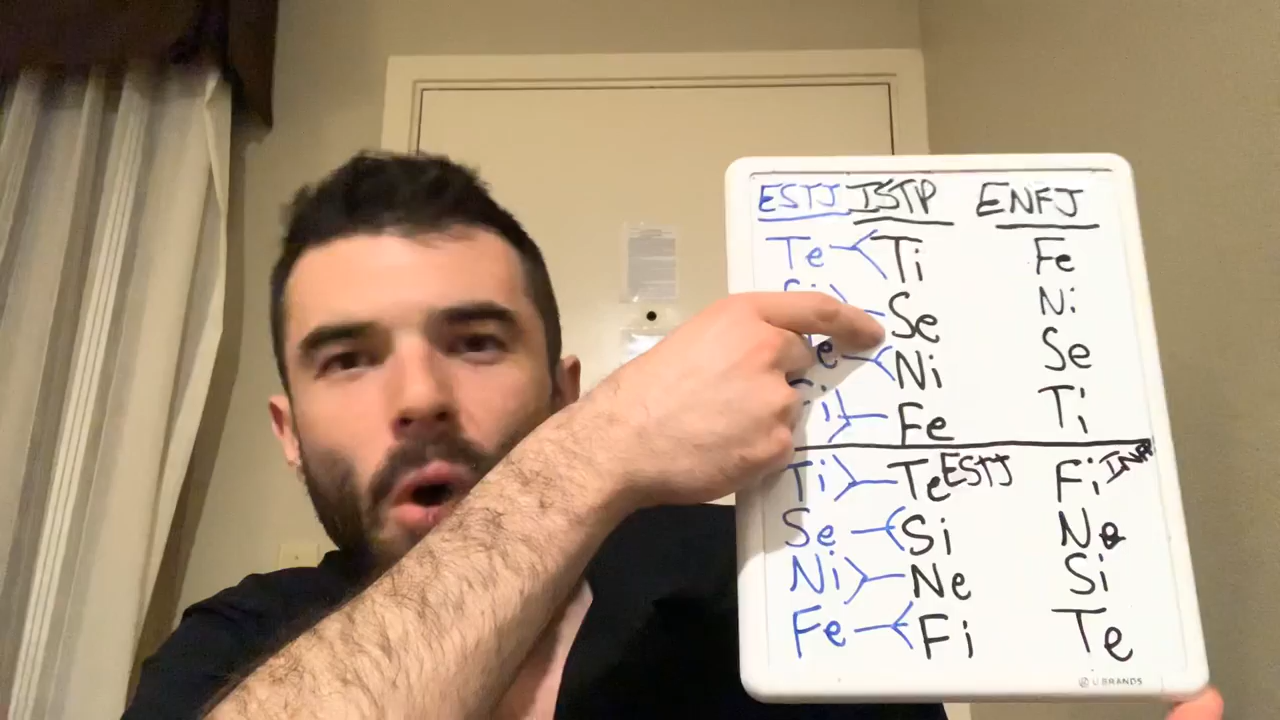 ESTJ ISTP ENFJ
Te Ti Fe
Se Ni
Ni Se
Fe Ti
Ti Te ESTJ Fi
Se Si Ne
Ni Ne Si
Fe Fi Te
U BRANDS